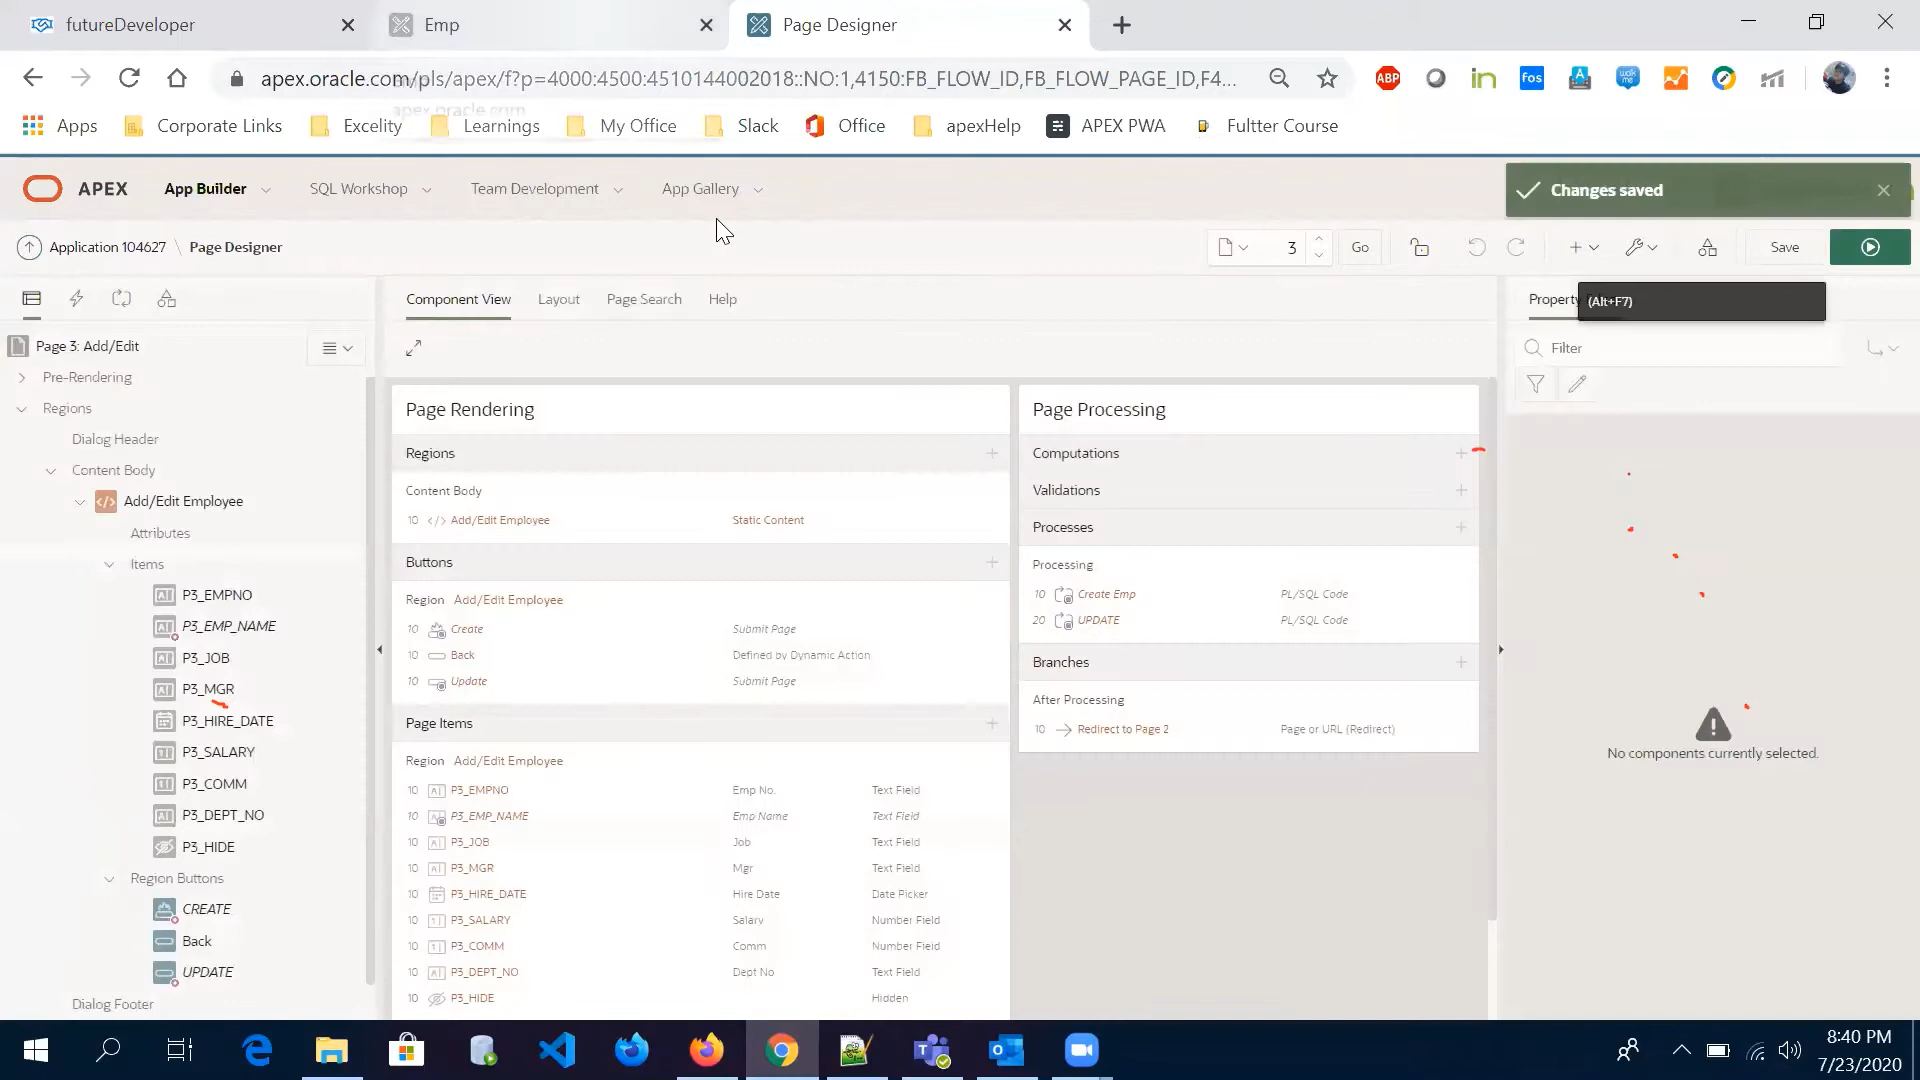 futureDeveloper
Emp
Page Designer
apex.oracle.com/pls/apex/f?p=4000:4500:4510144002018::NO:1,4150:FB_FLOW_ID,FB_FLOW_PAGE_ID,F4...
apex.oracle.com
ABP
in
fos
Apps
Corporate Links
Excelity
Learnings
My Office
Slack
Office
apexHelp
APEX PWA
Fultter Course
APEX
App Builder
SQL Workshop
Team Development
App Gallery
Changes saved
Application 104627
\ Page Designer
3
Go
Save
Component View
Layout
Page Search
Help
Property
(Alt+F7)
Filter
Page 3: Add/Edit
Pre-Rendering
Regions
Dialog Header
Content Body
Add/Edit Employee
Attributes
Items
P3_EMPNO
P3_EMP_NAME
P3_JOB
P3_MGR
P3_HIRE_DATE
P3_SALARY
P3_COMM
P3_DEPT_NO
P3_HIDE
Region Buttons
CREATE
Back
UPDATE
Dialog Footer
Page Rendering
Regions
Content Body
10 </> Add/Edit Employee Static Content
Buttons
Region Add/Edit Employee
10 Create Submit Page
10 Back Defined by Dynamic Action
10 Update Submit Page
Page Items
Region Add/Edit Employee
10 P3_EMPNO Emp No. Text Field
10 P3_EMP_NAME Emp Name Text Field
10 P3_JOB Job Text Field
10 P3_MGR Mgr Text Field
10 P3_HIRE_DATE Hire Date Date Picker
10 P3_SALARY Salary Number Field
10 P3_COMM Comm Number Field
10 P3_DEPT_NO Dept No Text Field
10 P3_HIDE Hidden
Page Processing
Computations
Validations
Processes
Processing
10 Create Emp PL/SQL Code
20 UPDATE PL/SQL Code
Branches
After Processing
10 Redirect to Page 2 Page or URL (Redirect)
No components currently selected.
8:40 PM
7/23/2020